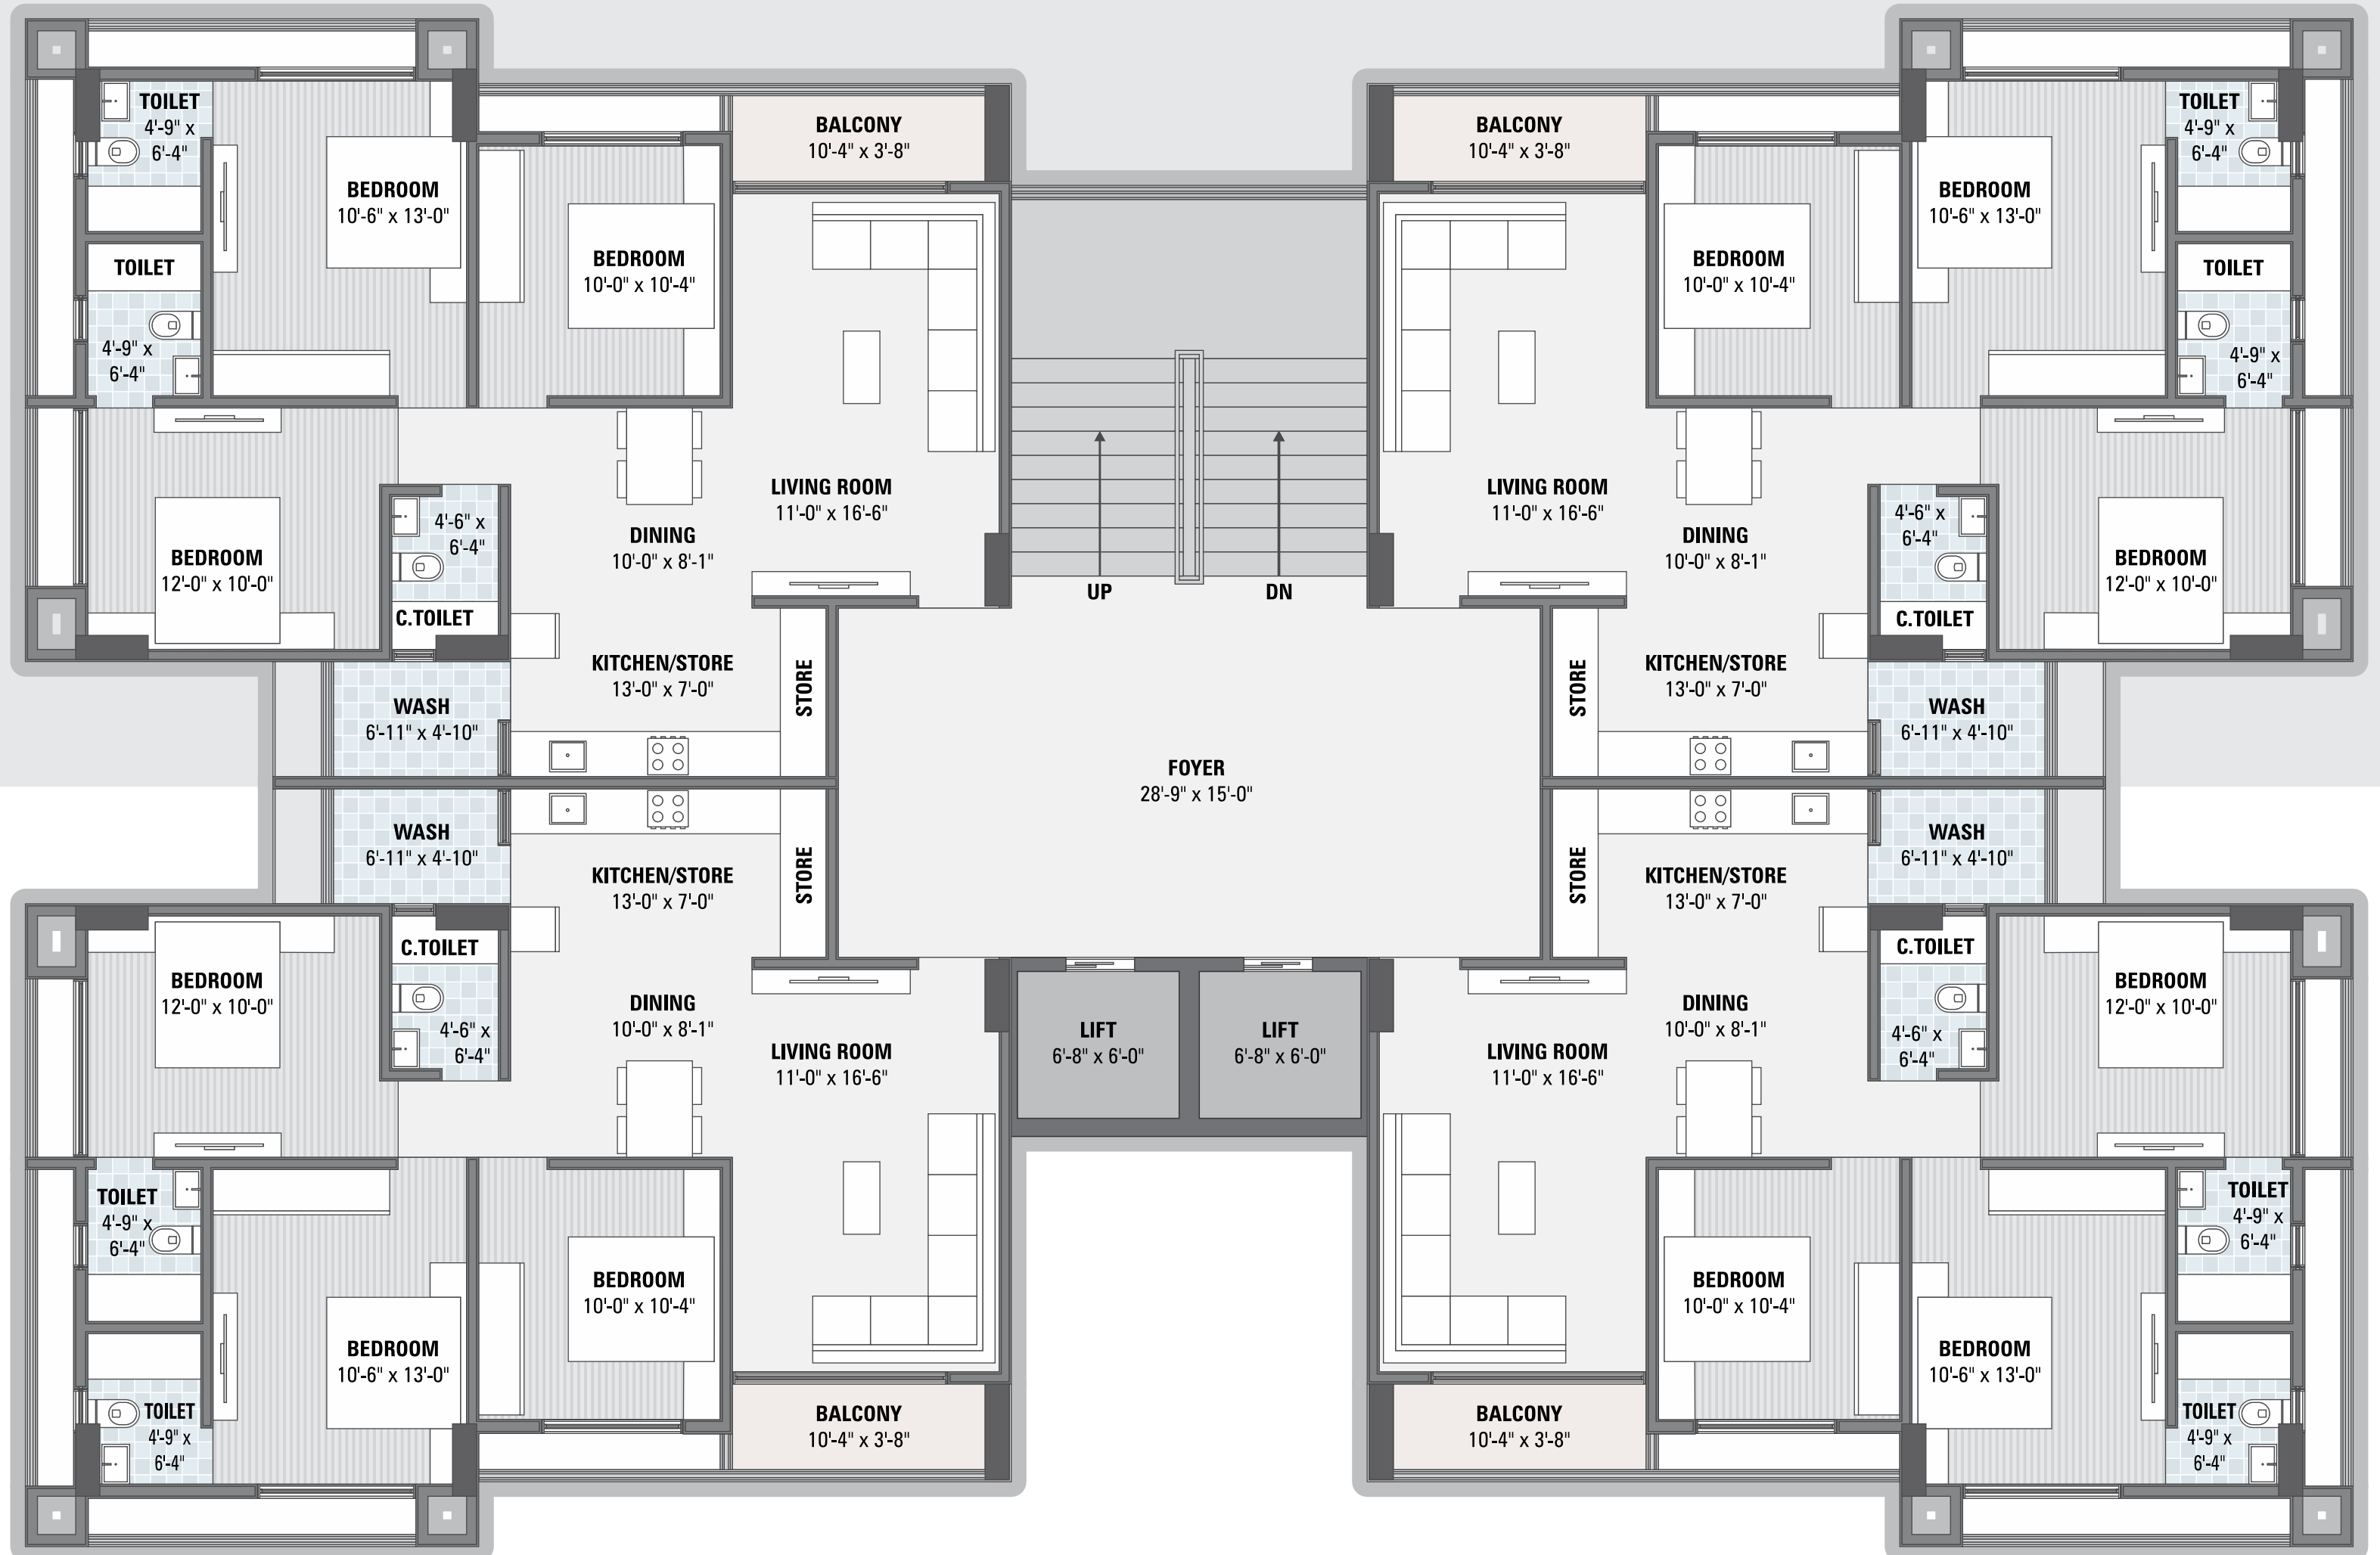 TOILET
4'-9" x
6'-4"
BEDROOM
10'-6" x 13'-0"
BEDROOM
10'-0" x 10'-4"
BALCONY
10'-4" x 3'-8"
TOILET
4'-9" x
6'-4"
LIVING ROOM
11'-0" x 16'-6"
DINING
10'-0" x 8'-1"
BEDROOM
12'-0" x 10'-0"
4'-6" x
6'-4"
C.TOILET
KITCHEN/STORE
13'-0" x 7'-0"
STORE
WASH
6'-11" x 4'-10"
UP
DN
BALCONY
10'-4" x 3'-8"
BEDROOM
10'-0" x 10'-4"
BEDROOM
10'-6" x 13'-0"
TOILET
4'-9" x
6'-4"
TOILET
4'-9" x
6'-4"
LIVING ROOM
11'-0" x 16'-6"
DINING
10'-0" x 8'-1"
4'-6" x
6'-4"
C.TOILET
BEDROOM
12'-0" x 10'-0"
STORE
KITCHEN/STORE
13'-0" x 7'-0"
WASH
6'-11" x 4'-10"
FOYER
28'-9" x 15'-0"
WASH
6'-11" x 4'-10"
KITCHEN/STORE
13'-0" x 7'-0"
STORE
BEDROOM
12'-0" x 10'-0"
C.TOILET
4'-6" x
6'-4"
DINING
10'-0" x 8'-1"
LIVING ROOM
11'-0" x 16'-6"
TOILET
4'-9" x
6'-4"
BEDROOM
10'-0" x 10'-4"
BEDROOM
10'-6" x 13'-0"
TOILET
4'-9" x
6'-4"
BALCONY
10'-4" x 3'-8"
LIFT
6'-8" x 6'-0"
LIFT
6'-8" x 6'-0"
STORE
KITCHEN/STORE
13'-0" x 7'-0"
WASH
6'-11" x 4'-10"
C.TOILET
4'-6" x
6'-4"
BEDROOM
12'-0" x 10'-0"
DINING
10'-0" x 8'-1"
LIVING ROOM
11'-0" x 16'-6"
TOILET
4'-9" x
6'-4"
BEDROOM
10'-0" x 10'-4"
BEDROOM
10'-6" x 13'-0"
TOILET
4'-9" x
6'-4"
BALCONY
10'-4" x 3'-8"